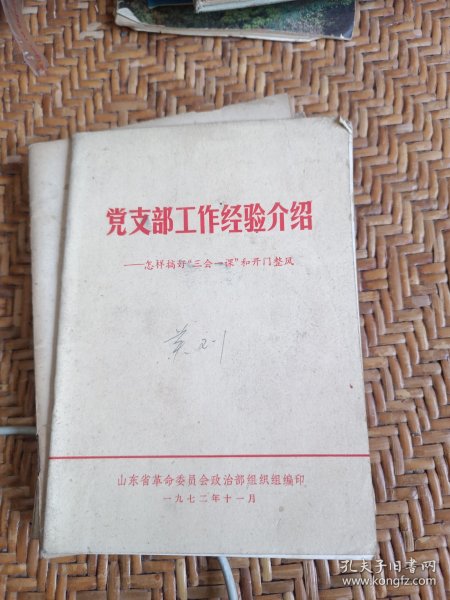 党支部工作经验介绍
——怎样搞好“三会一课”和开门整风
山东省革命委员会政治部组织组编印
一九七二年十一月
孔夫子旧书网
www.kongfz.com